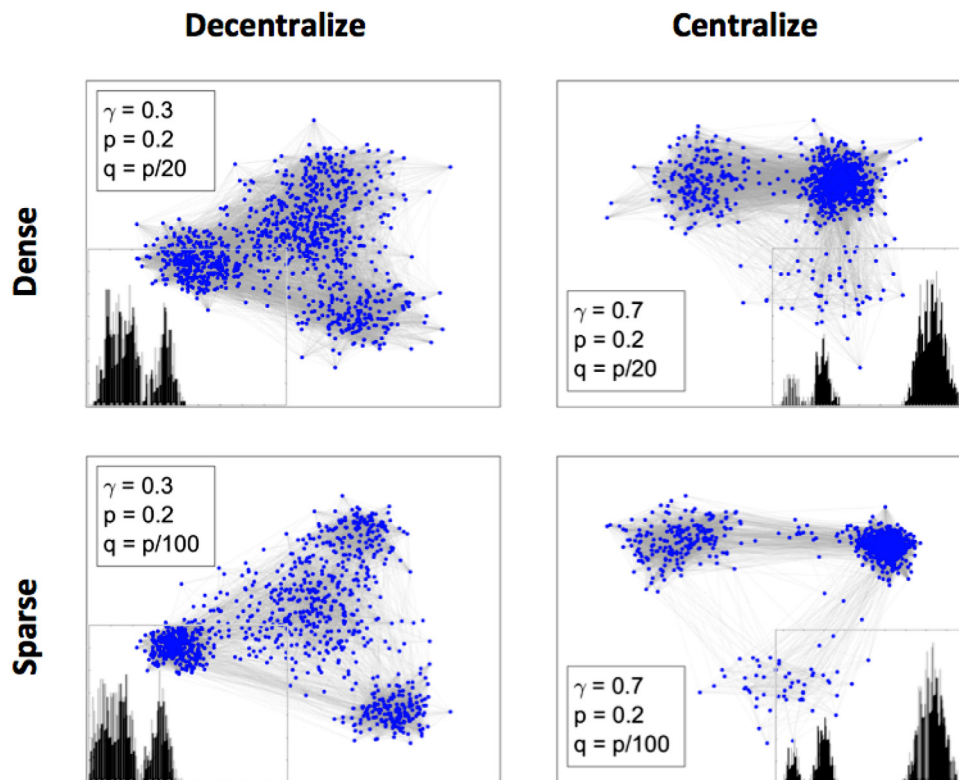 Decentralize
Centralize
Dense
γ = 0.3
p = 0.2
q = p/20
γ = 0.7
p = 0.2
q = p/20
Sparse
γ = 0.3
p = 0.2
q = p/100
γ = 0.7
p = 0.2
q = p/100